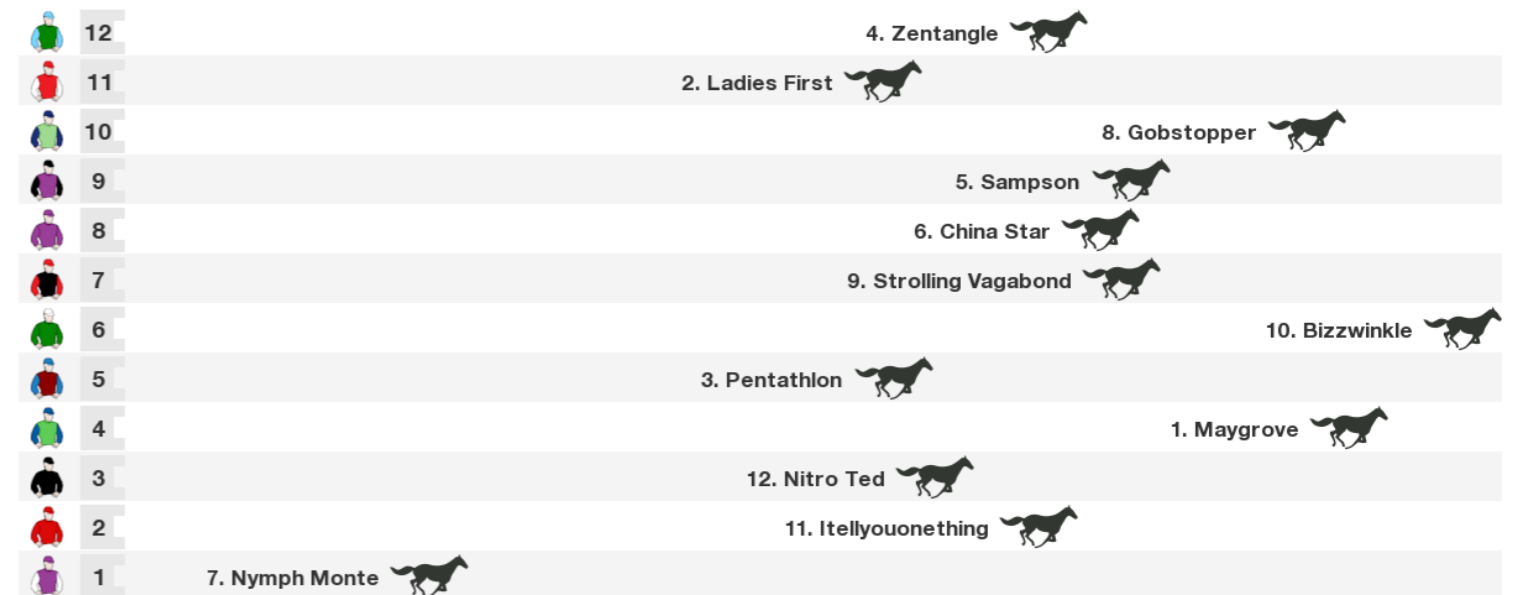 12 4. Zentangle
11 2. Ladies First
10 8. Gobstopper
9 5. Sampson
8 6. China Star
7 9. Strolling Vagabond
6 10. Bizzwinkle
5 3. Pentathlon
4 1. Maygrove
3 12. Nitro Ted
2 11. Itellyouonething
1 7. Nymph Monte